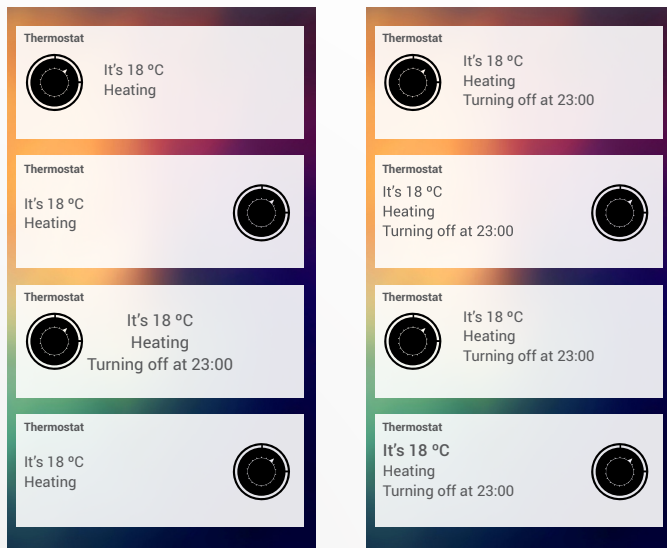 Thermostat
It's 18 ºC
Heating
Thermostat
It's 18 ºC
Heating
Thermostat
It's 18 ºC
Heating
Turning off at 23:00
Thermostat
It's 18 ºC
Heating
Thermostat
It's 18 ºC
Heating
Turning off at 23:00
Thermostat
It's 18 ºC
Heating
Turning off at 23:00
Thermostat
It's 18 ºC
Heating
Turning off at 23:00
Thermostat
It's 18 ºC
Heating
Turning off at 23:00